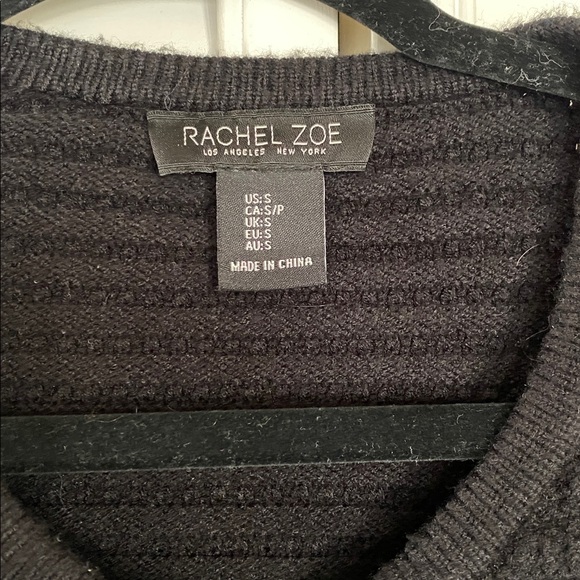 RACHEL ZOE
LOS ANGELES NEW YORK
US:S
CA:S/P
UK:S
EU:S
AU:S
MADE IN CHINA